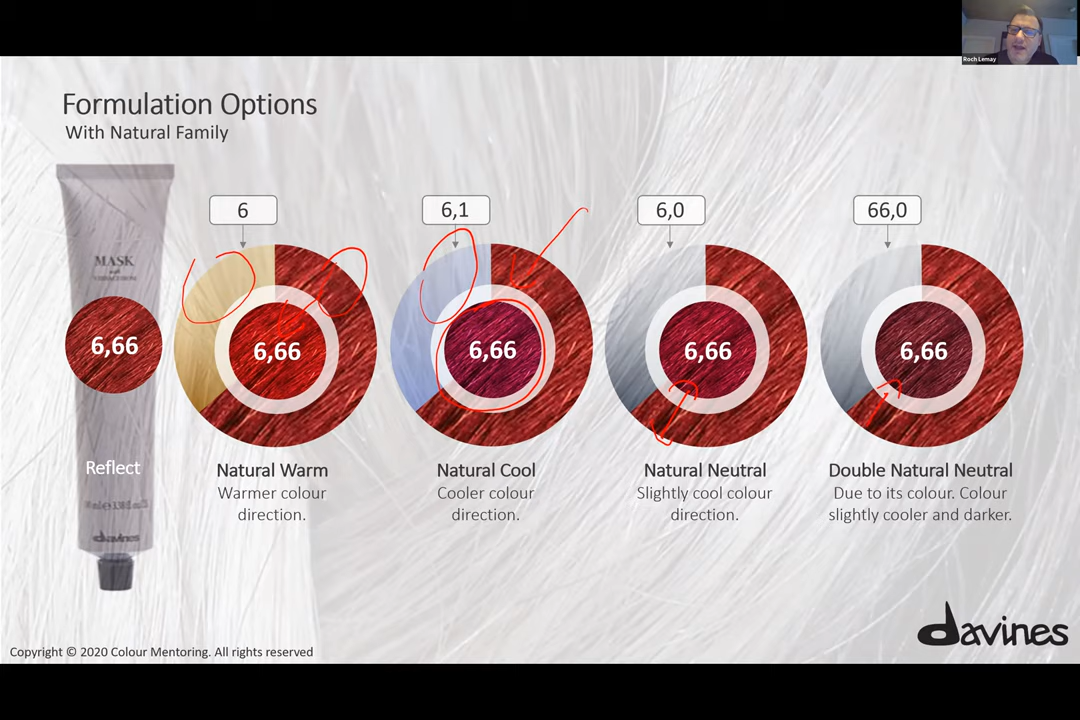 Roch Lemay
Formulation Options
With Natural Family
MASK
6
6,1
6,0
66,0
6,66
6,66
6,66
6,66
6,66
Reflect
davines
Natural Warm
Warmer colour
direction.
Natural Cool
Cooler colour
direction.
Natural Neutral
Slightly cool colour
direction.
Double Natural Neutral
Due to its colour. Colour
slightly cooler and darker.
davines
Copyright © 2020 Colour Mentoring. All rights reserved